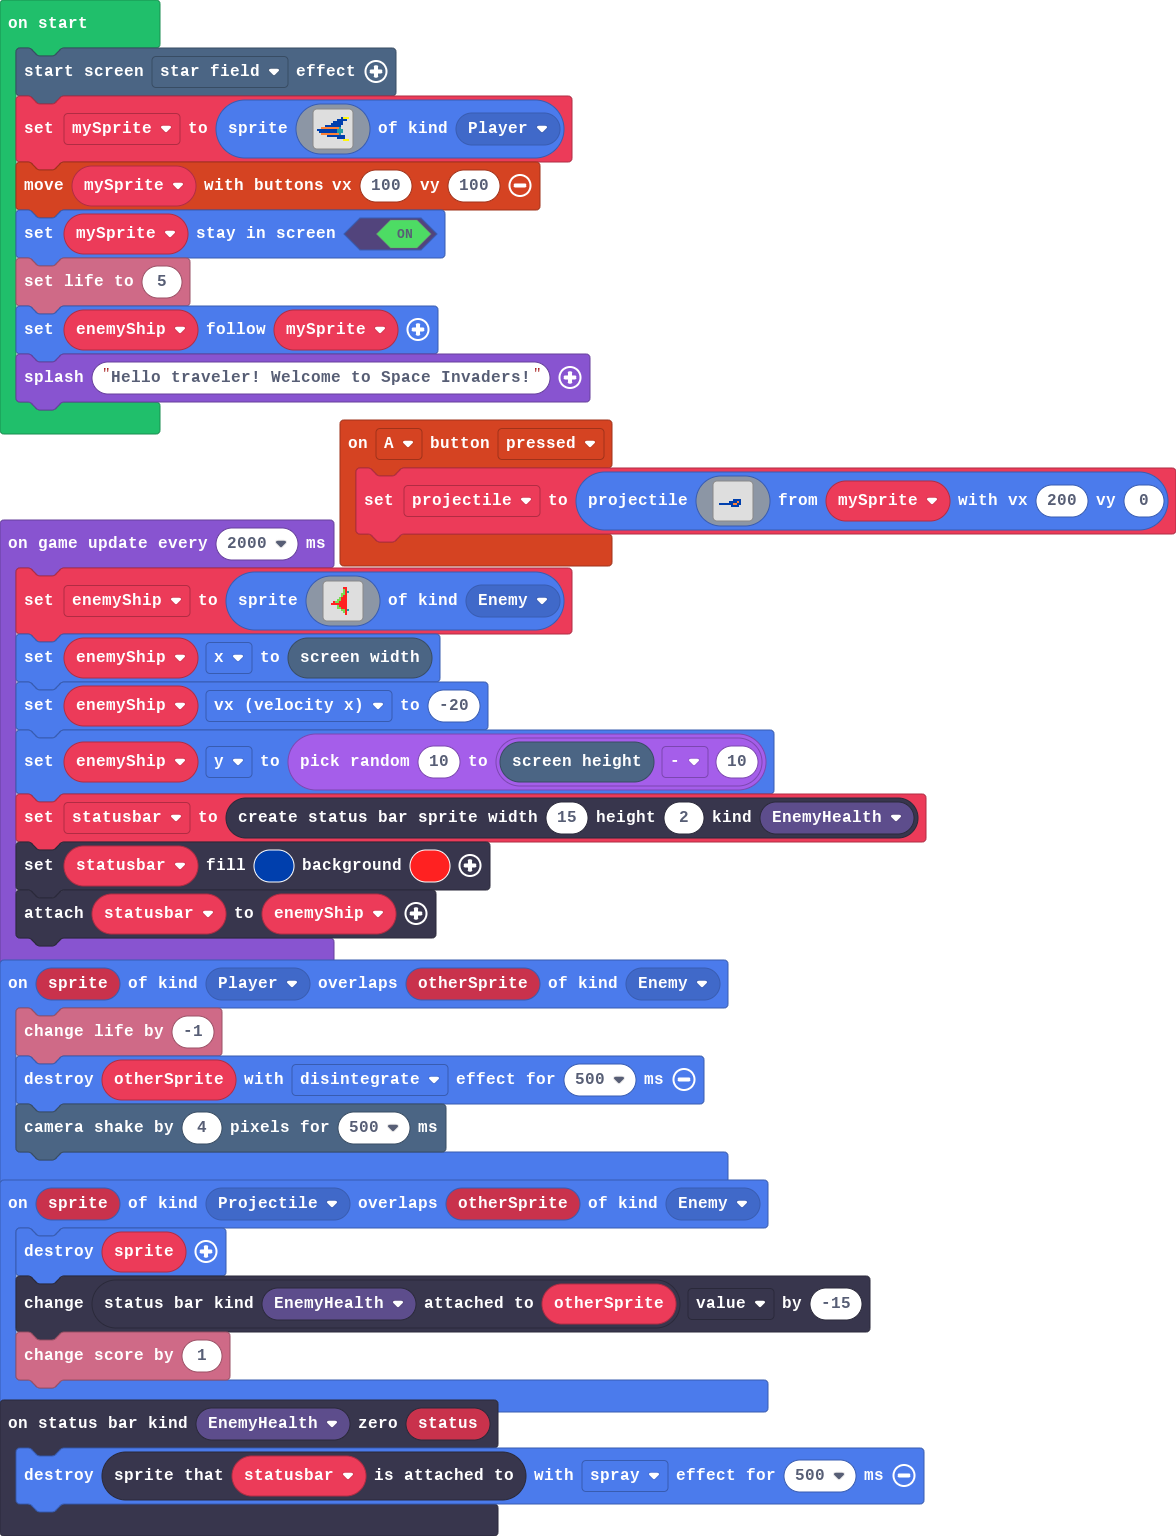 on start
start screen star field effect
set mySprite to sprite of kind Player
move mySprite with buttons vx 100 vy 100
set mySprite stay in screen ON
set life to 5
set enemyShip follow mySprite
splash "Hello traveler! Welcome to Space Invaders!"
on A button pressed
set projectile to projectile from mySprite with vx 200 vy 0
on game update every 2000 ms
set enemyShip to sprite of kind Enemy
set enemyShip x to screen width
set enemyShip vx (velocity x) to -20
set enemyShip y to pick random 10 to screen height - 10
set statusbar to create status bar sprite width 15 height 2 kind EnemyHealth
set statusbar fill background
attach statusbar to enemyShip
on sprite of kind Player overlaps otherSprite of kind Enemy
change life by -1
destroy otherSprite with disintegrate effect for 500 ms
camera shake by 4 pixels for 500 ms
on sprite of kind Projectile overlaps otherSprite of kind Enemy
destroy sprite
change status bar kind EnemyHealth attached to otherSprite value by -15
change score by 1
on status bar kind EnemyHealth zero status
destroy sprite that statusbar is attached to with spray effect for 500 ms